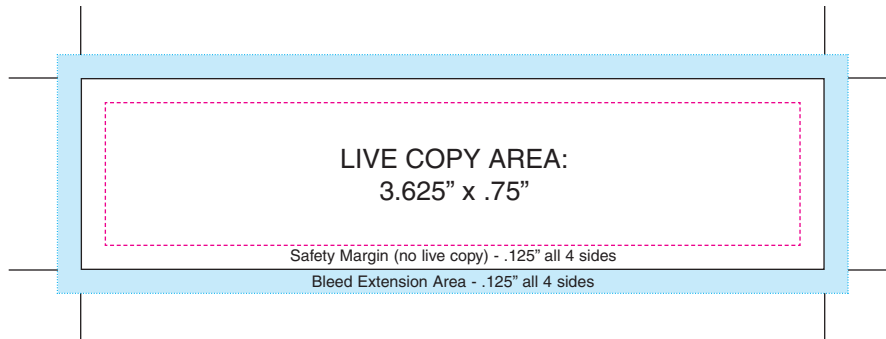 LIVE COPY AREA:
3.625” x .75”
Safety Margin (no live copy) - .125” all 4 sides
Bleed Extension Area - .125” all 4 sides